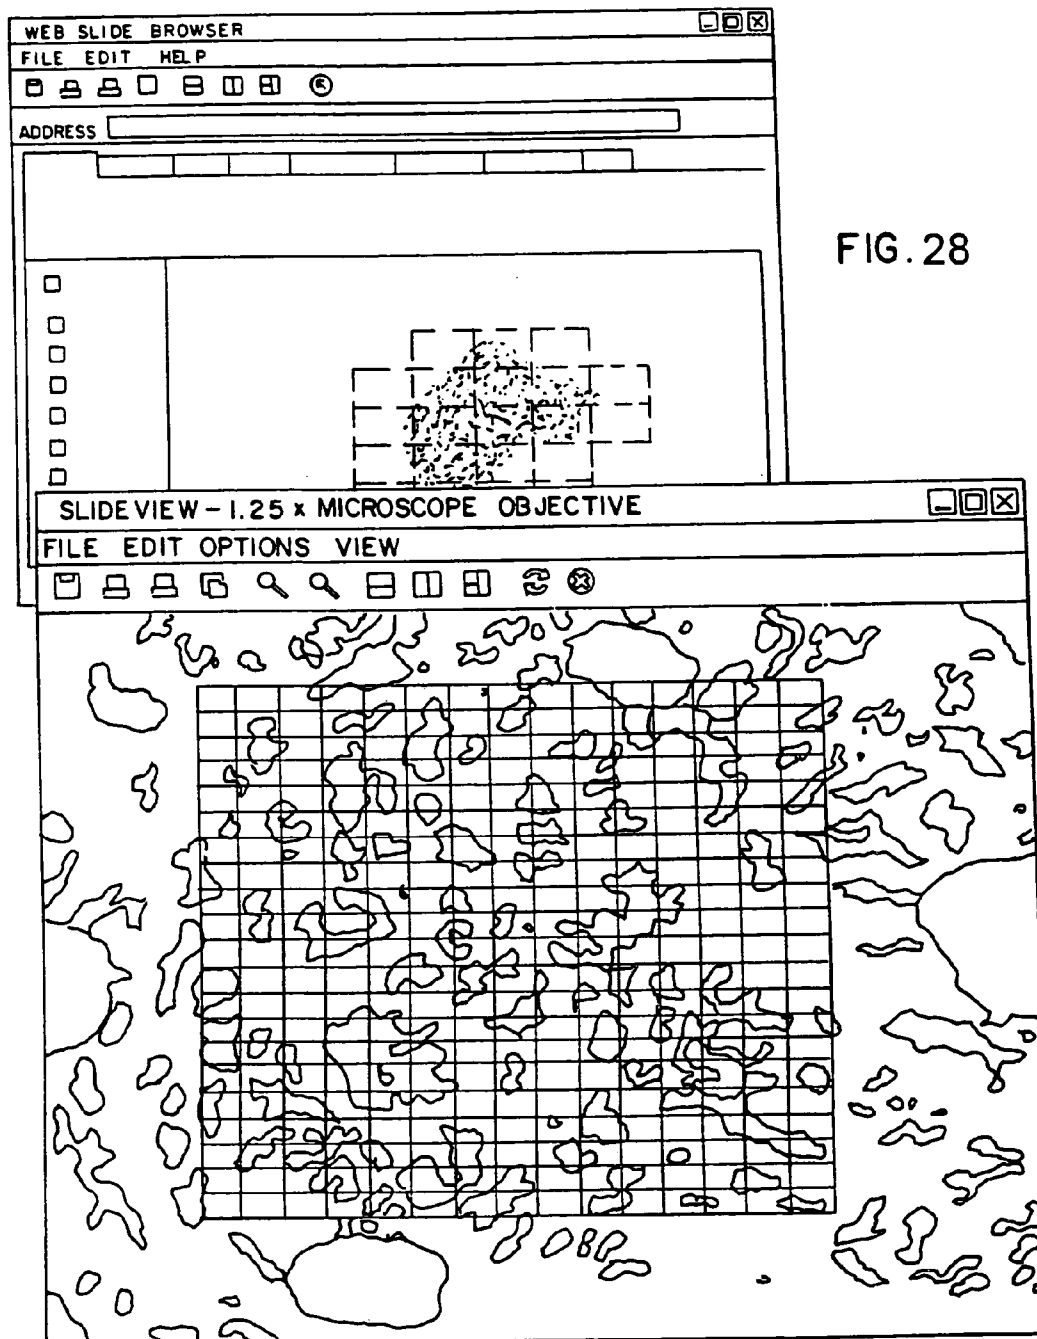 WEB SLIDE BROWSER
FILE EDIT HELP
ADDRESS
FIG. 28
SLIDEVIEW - 1.25 x MICROSCOPE OBJECTIVE
FILE EDIT OPTIONS VIEW